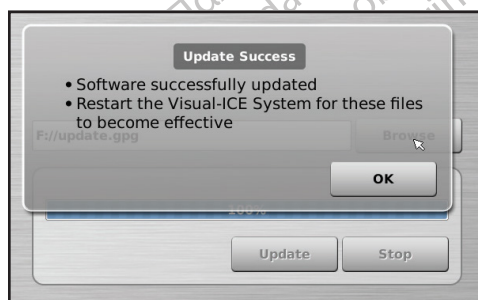 Update Success
• Software successfully updated
• Restart the Visual-ICE System for these files
to become effective
F://update.gpg
Browse
OK
100%
Update
Stop